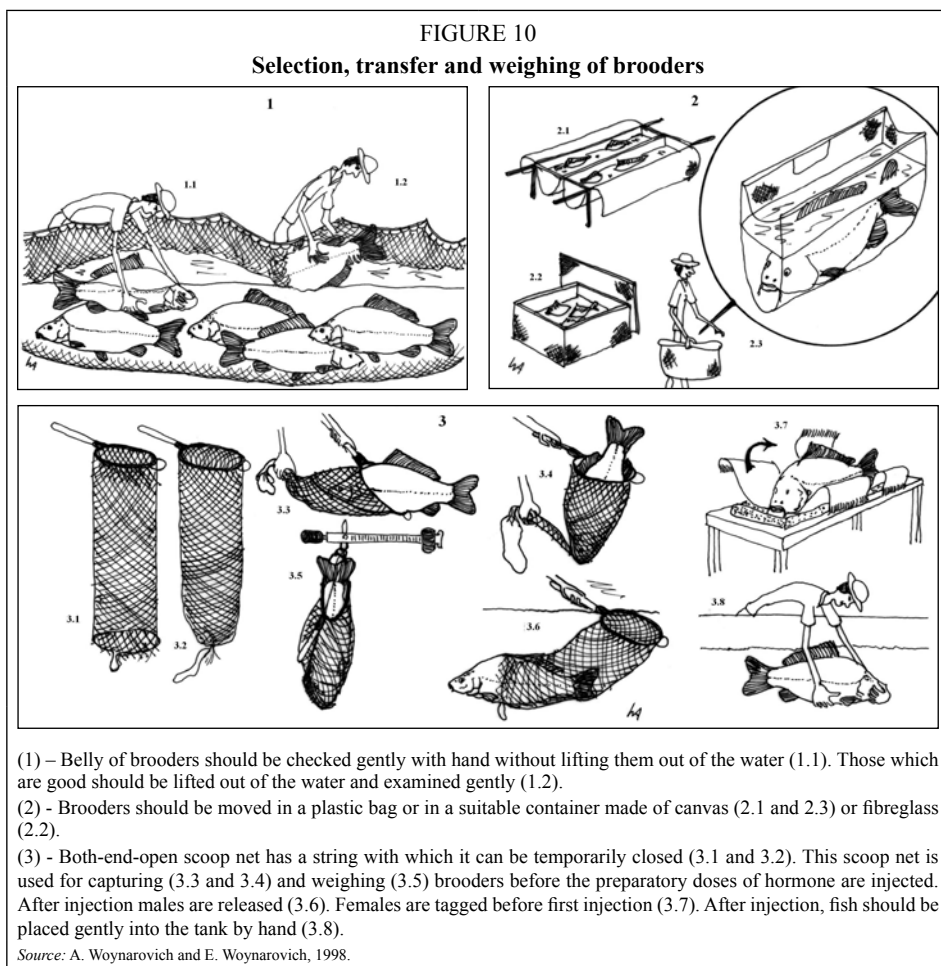 FIGURE 10
Selection, transfer and weighing of brooders
1
1.1
1.2
2
2.1
2.2
2.3
3
3.1
3.2
3.3
3.4
3.5
3.6
3.7
3.8
(1) – Belly of brooders should be checked gently with hand without lifting them out of the water (1.1). Those which
are good should be lifted out of the water and examined gently (1.2).
(2) - Brooders should be moved in a plastic bag or in a suitable container made of canvas (2.1 and 2.3) or fibreglass
(2.2).
(3) - Both-end-open scoop net has a string with which it can be temporarily closed (3.1 and 3.2). This scoop net is
used for capturing (3.3 and 3.4) and weighing (3.5) brooders before the preparatory doses of hormone are injected.
After injection males are released (3.6). Females are tagged before first injection (3.7). After injection, fish should be
placed gently into the tank by hand (3.8).
Source: A. Woynarovich and E. Woynarovich, 1998.